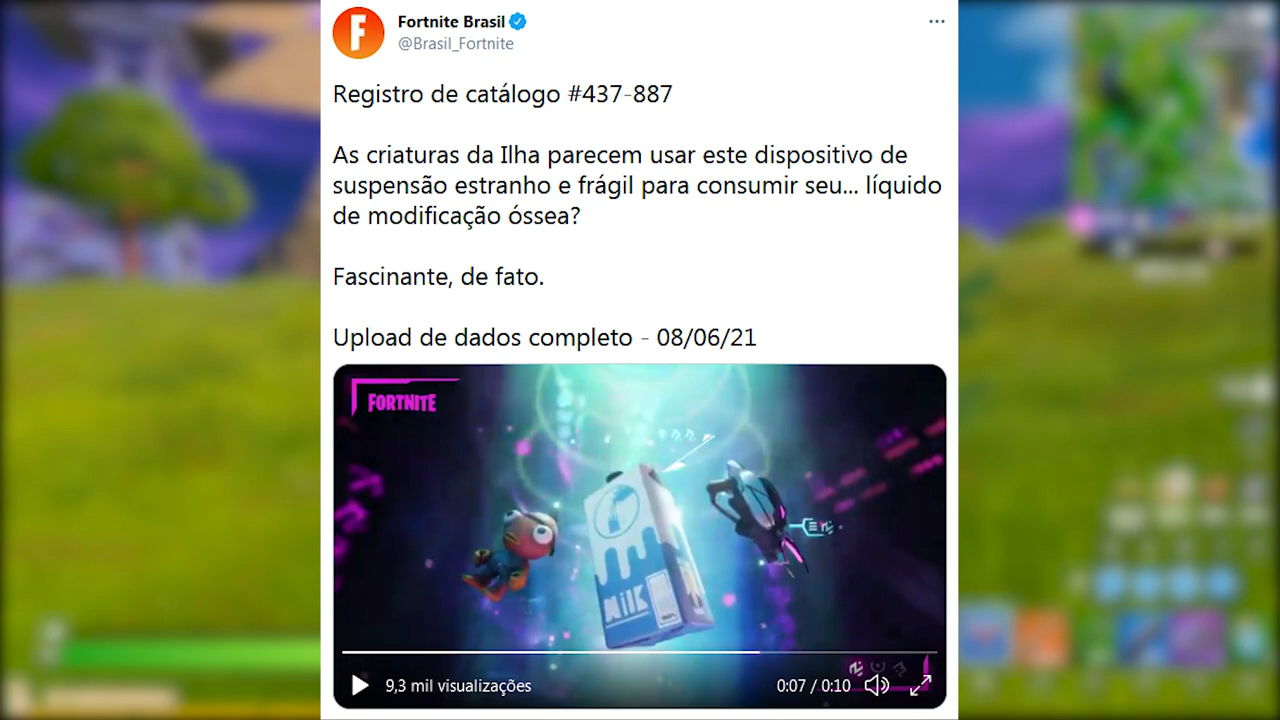 Fortnite Brasil
@Brasil_Fortnite
Registro de catálogo #437-887
As criaturas da Ilha parecem usar este dispositivo de
suspensão estranho e frágil para consumir seu... líquido
de modificação óssea?
Fascinante, de fato.
Upload de dados completo - 08/06/21
FORTNITE
MiLK
9,3 mil visualizações
0:07 / 0:10